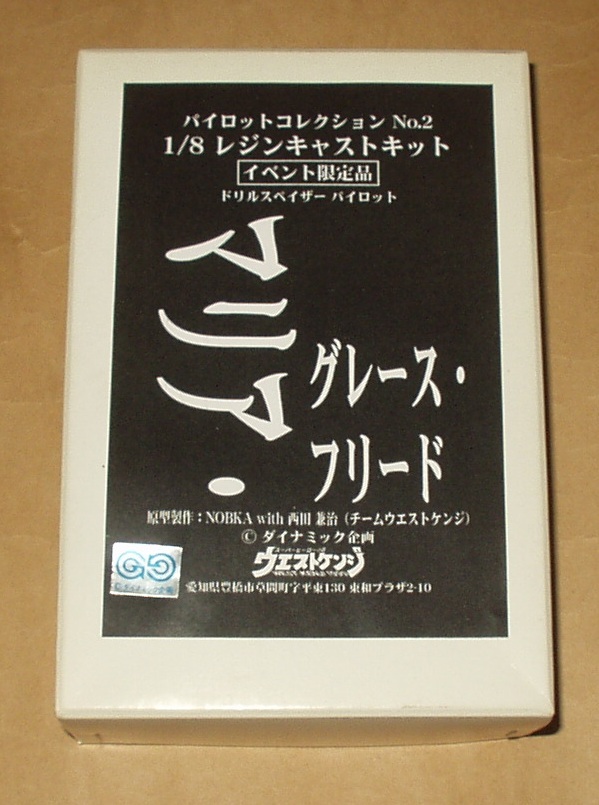 パイロットコレクション No.2
1/8 レジンキャストキット
イベント限定品
ドリルスペイザー パイロット
マリア・
グレース・
フリード
原型製作：NOBKA with 西田 兼治（チームウエストケンジ）
© ダイナミック企画
ウエストケンジ
愛知県豊橋市草間町字平東130 東和プラザ2-10